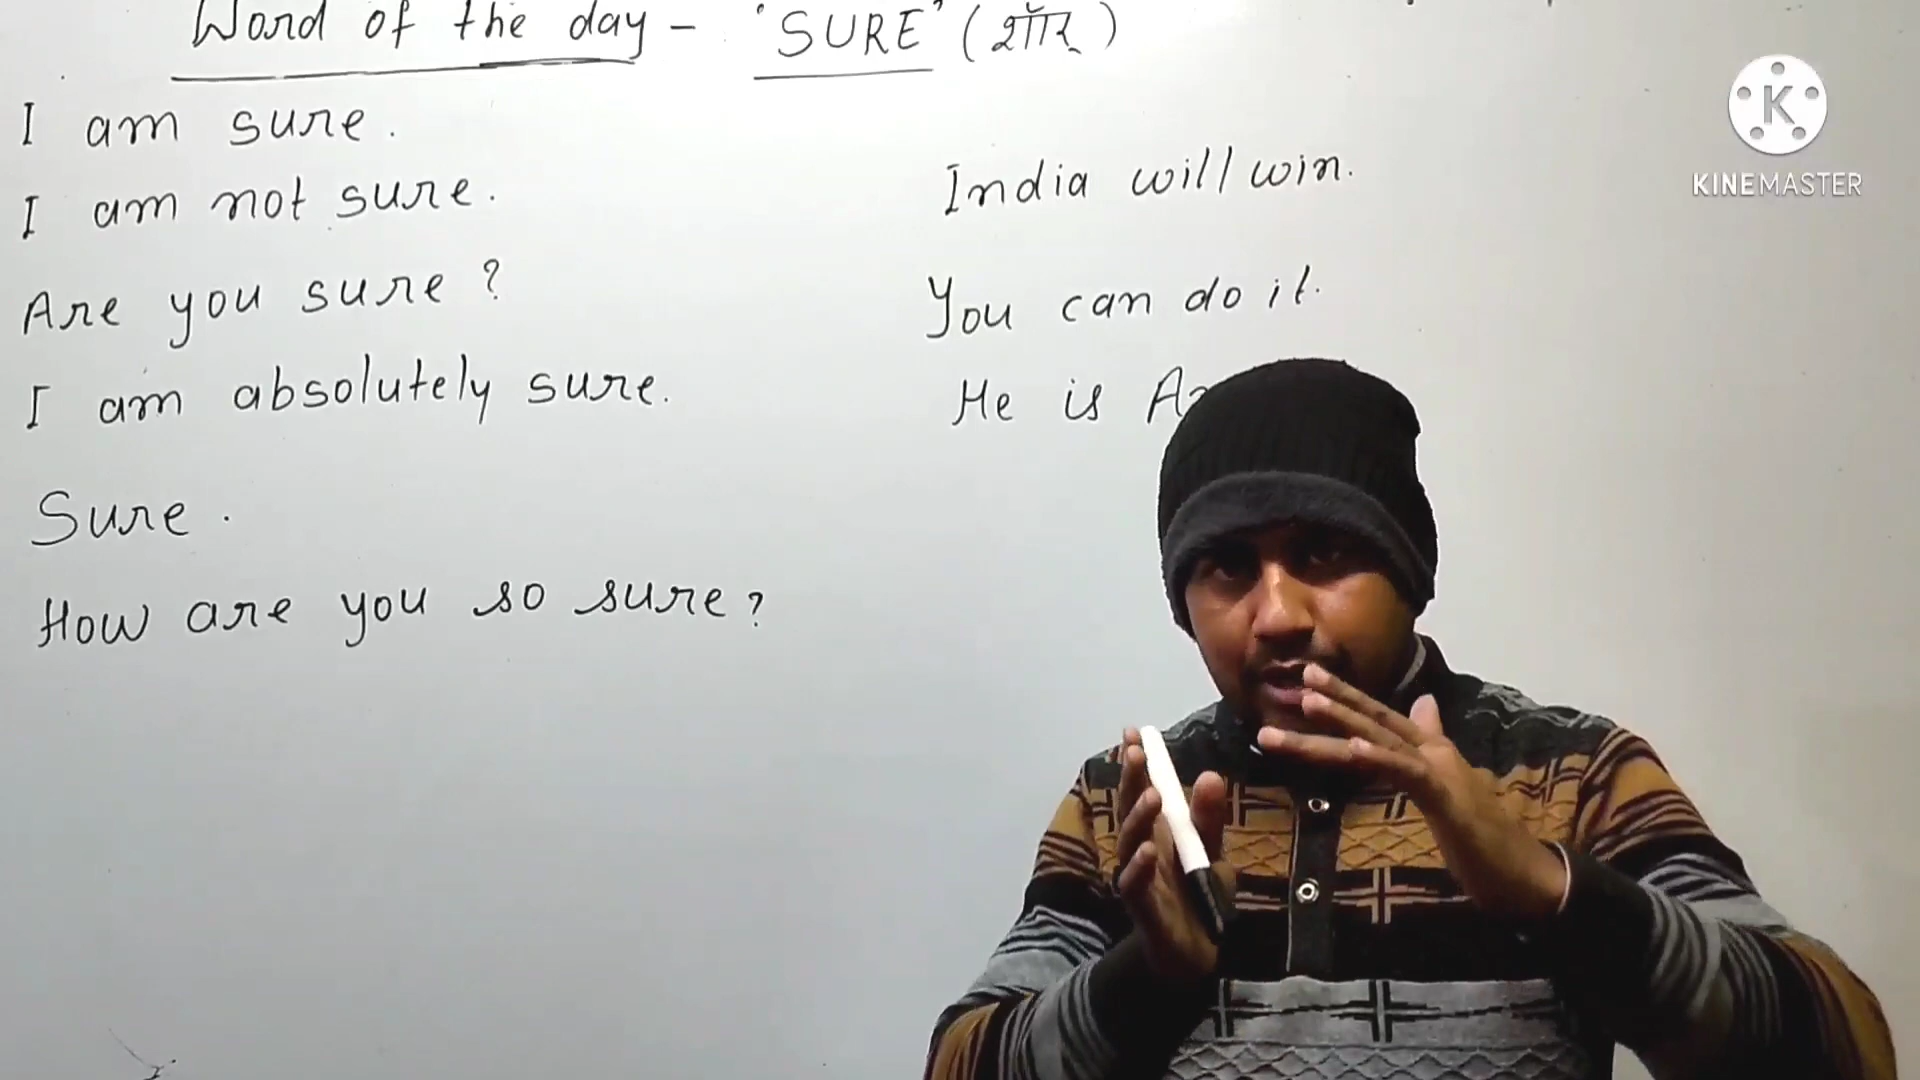 Word of the day - 'SURE' (शॉर)
I am sure.
I am not sure.
Are you sure?
I am absolutely sure.
Sure.
How are you so sure?
India will win.
You can do it.
He is
K
KINEMASTER